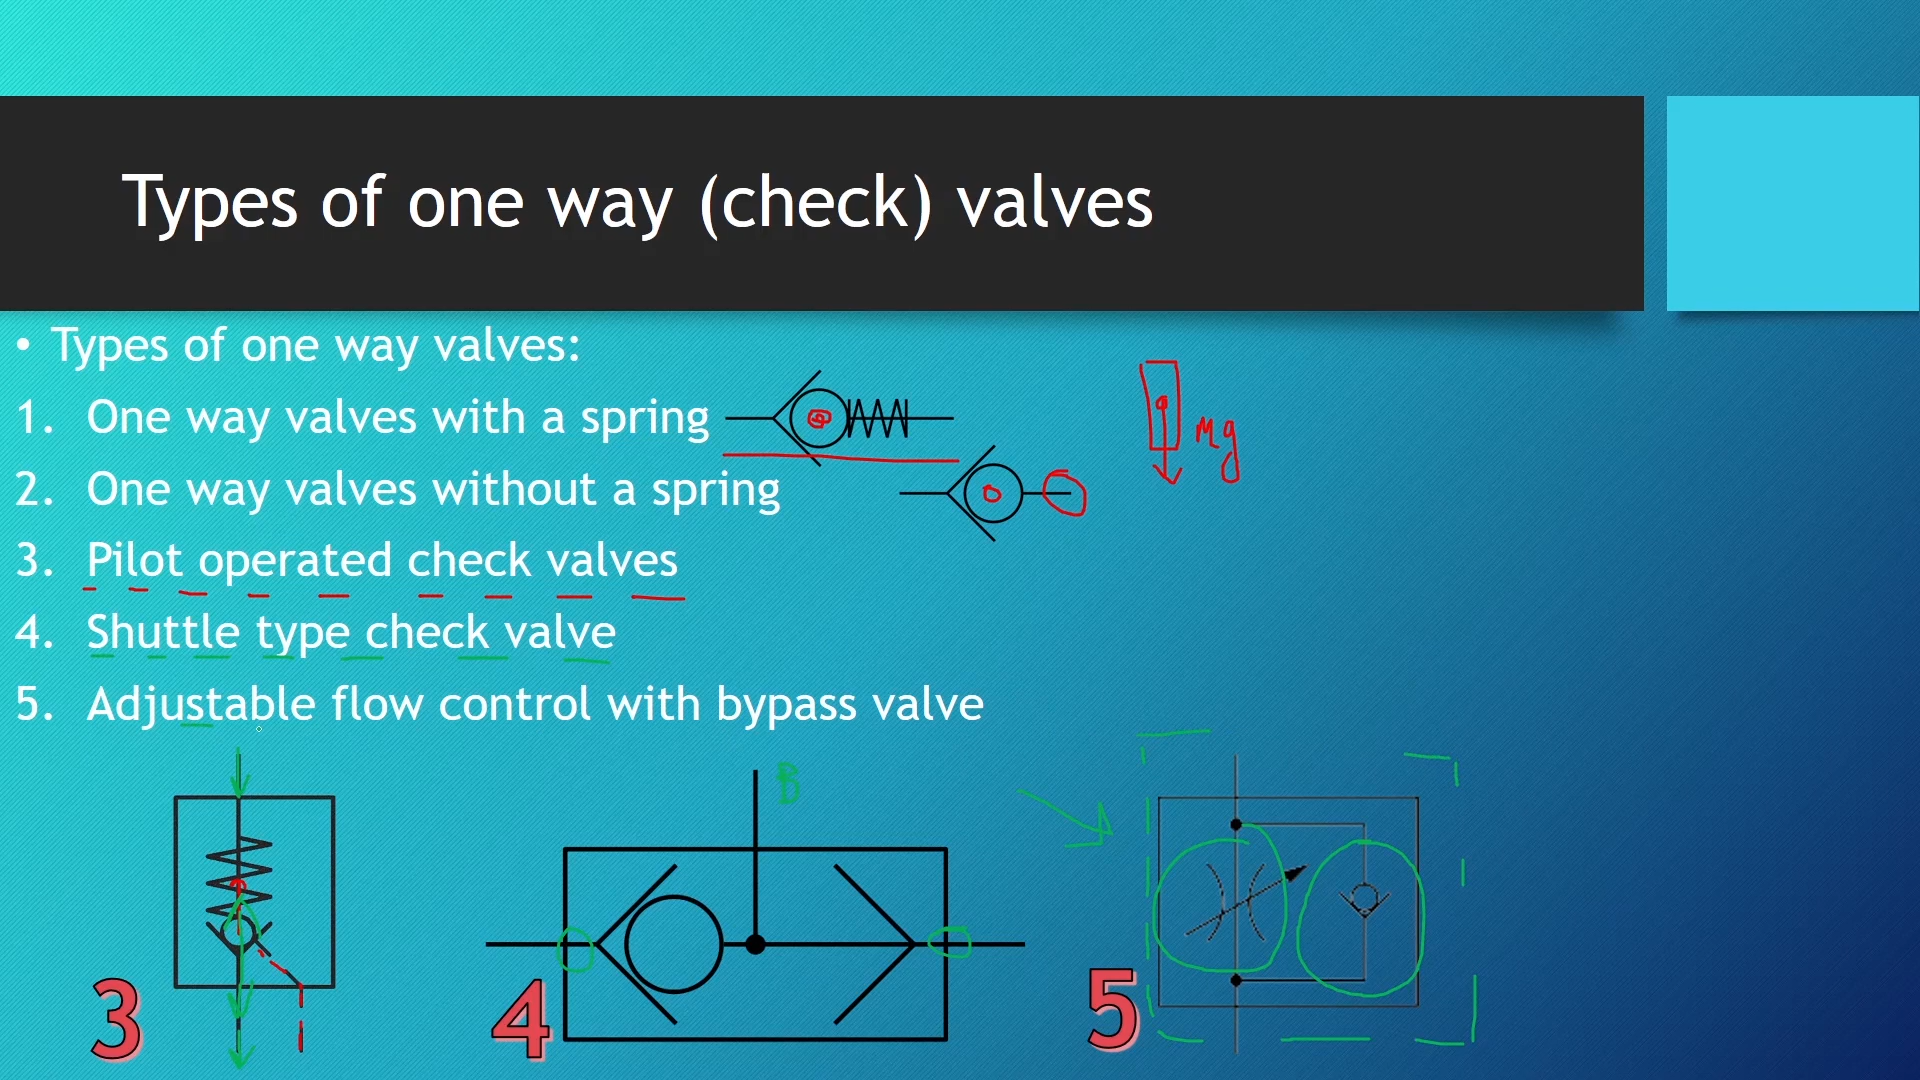 Types of one way (check) valves
• Types of one way valves:
1. One way valves with a spring
2. One way valves without a spring
3. Pilot operated check valves
4. Shuttle type check valve
5. Adjustable flow control with bypass valve
Mg
B
3
4
5